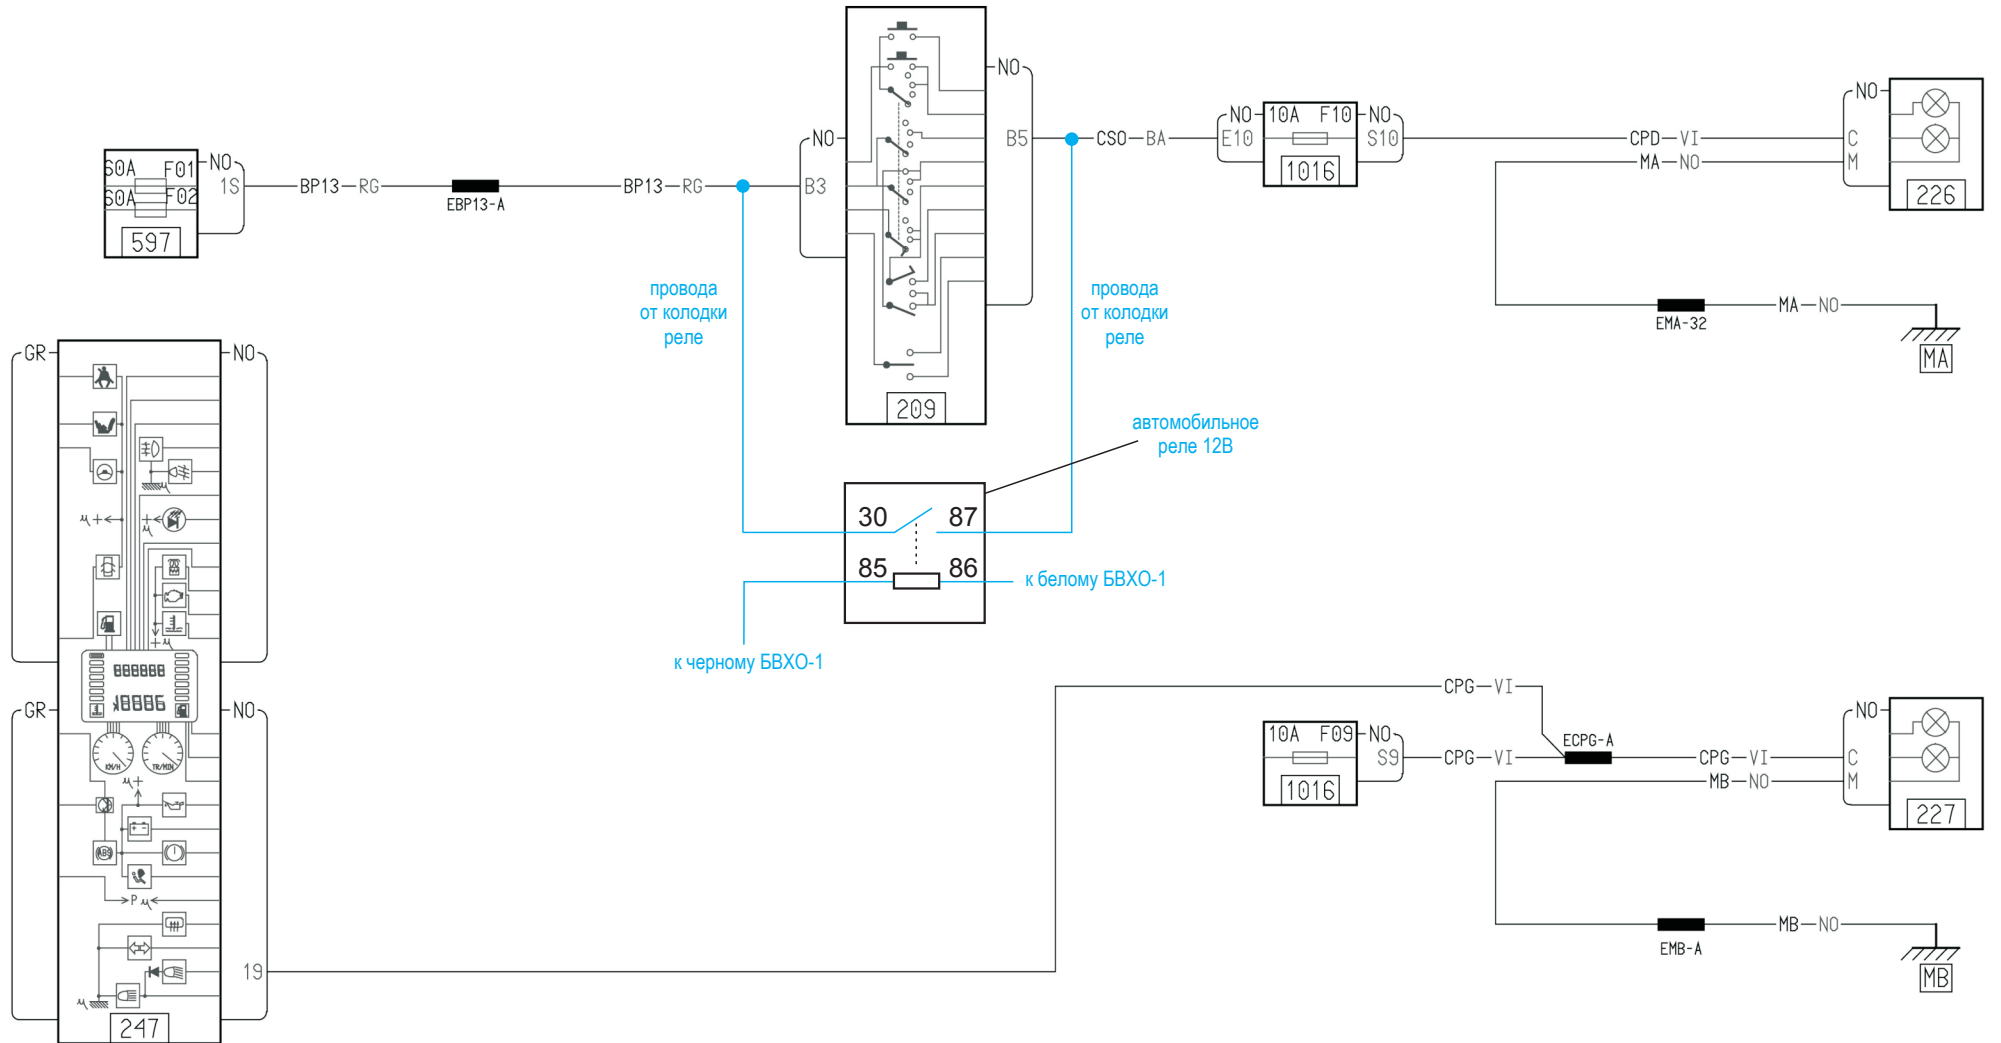 60A F01
60A F02
NO
1S
597
BP13 RG
EBP13-A
BP13 RG
NO
B3
NO
B5
209
CSO BA
NO
E10
10A F10
1016
NO
S10
CPD VI
MA NO
NO
C
M
226
EMA-32
MA NO
MA
провода
от колодки
реле
провода
от колодки
реле
автомобильное
реле 12В
30 87
85 86
к белому БВХО-1
к черному БВХО-1
GR
NO
GR
NO
KM/H
TR/MIN
ABS
P
19
247
CPG VI
10A F09
1016
NO
S9
CPG VI
ECPG-A
CPG VI
MB NO
NO
C
M
227
EMB-A
MB NO
MB